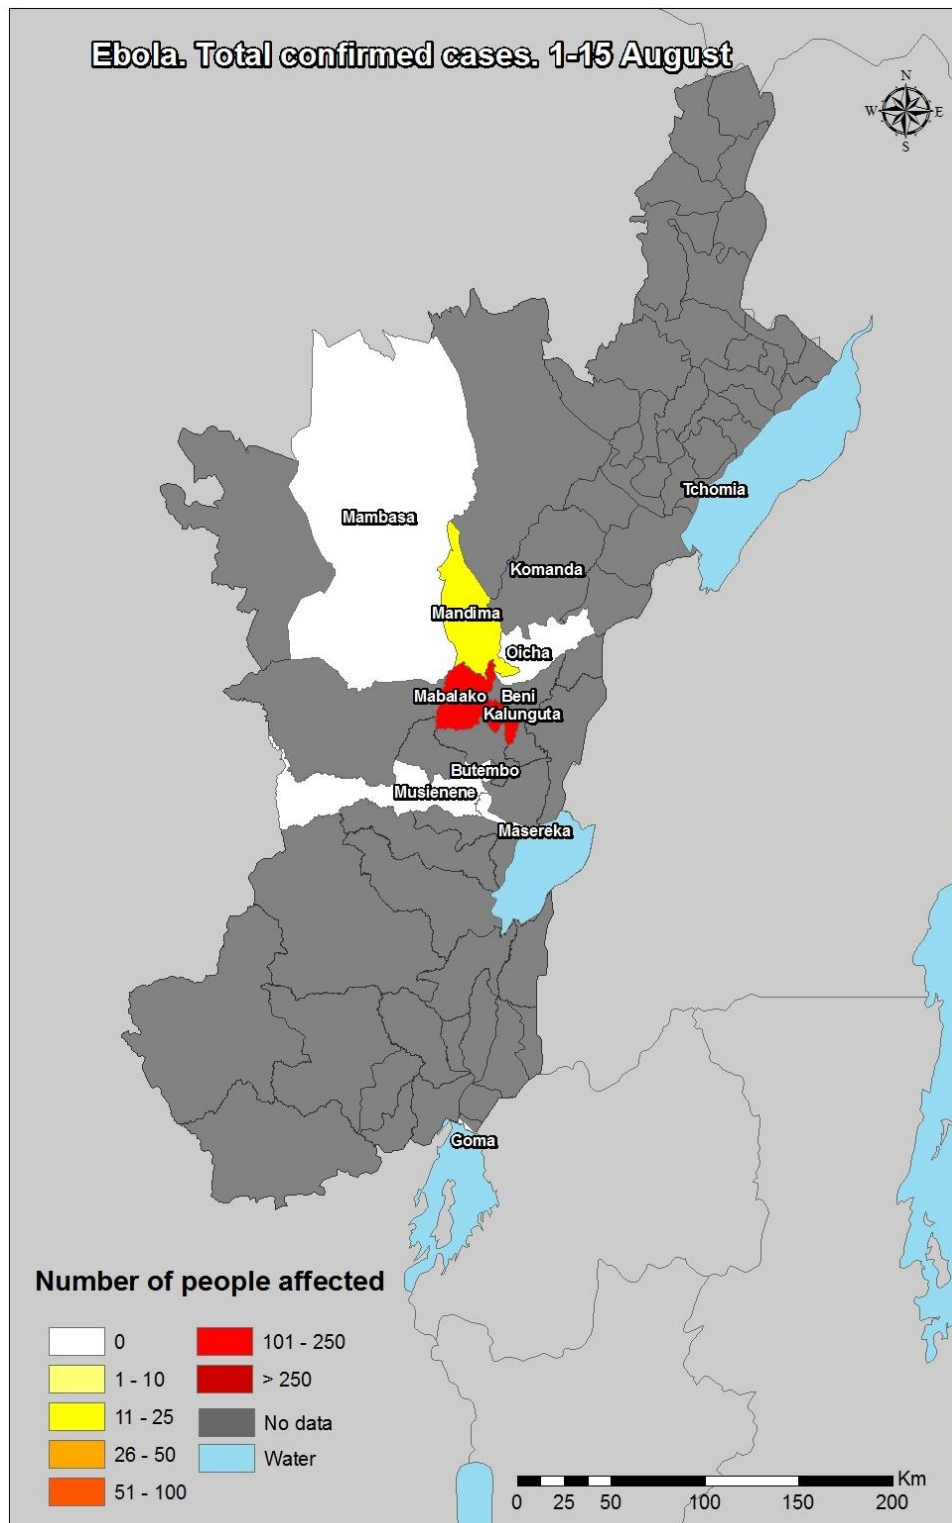 Ebola. Total confirmed cases. 1-15 August
N
W E
S
Tchomia
Mambasa
Komanda
Mandima
Oicha
Mabalako Beni
Kalunguta
Butembo
Musienene
Masereka
Goma
Number of people affected
0 101 - 250
1 - 10 > 250
11 - 25 No data
26 - 50 Water
51 - 100
Km
0 25 50 100 150 200